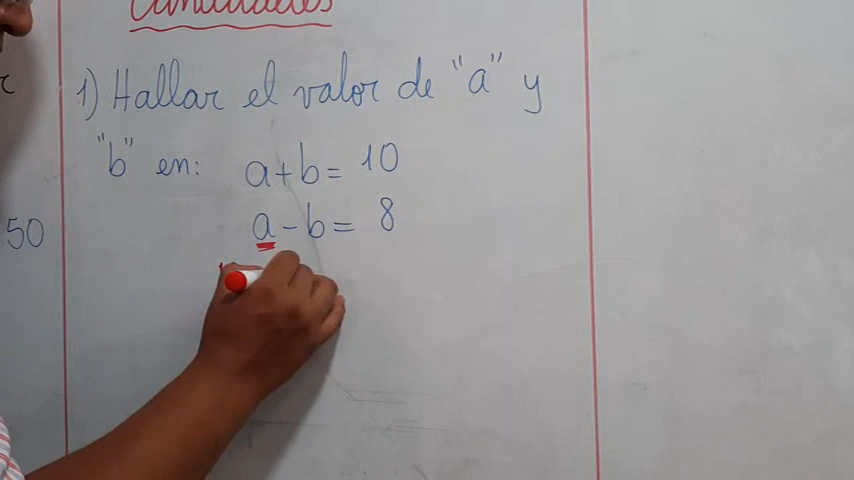 1) Hallar el valor de "a" y
"b" en: a+b= 10
a-b= 8
50